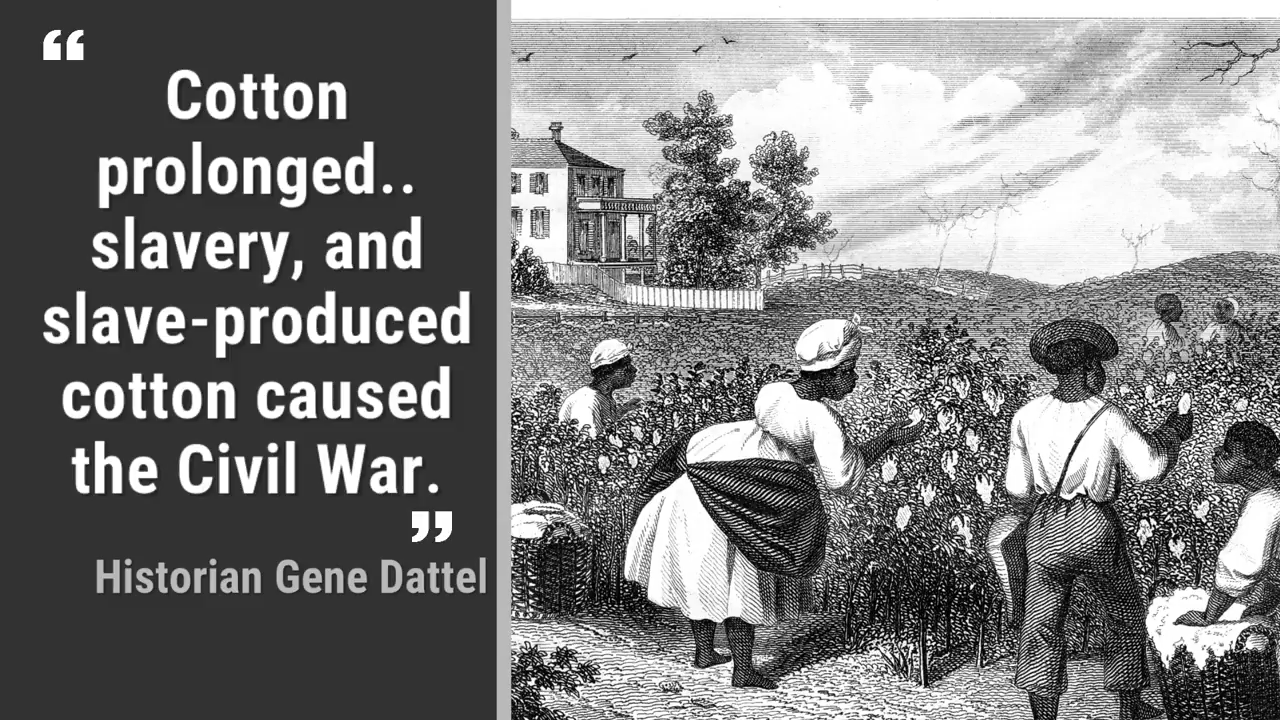 “
Cotton
prolonged..
slavery, and
slave-produced
cotton caused
the Civil War.
”
Historian Gene Dattel